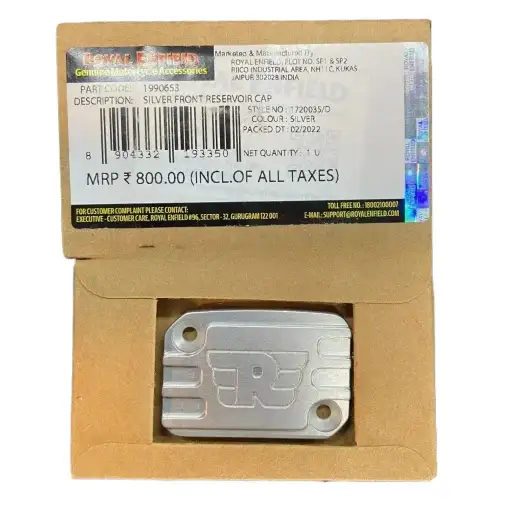 ROYAL ENFIELD
Genuine Motorcycle Accessories
Marketed & Manufactured By
ROYAL ENFIELD, PLOT NO. SP1 & SP2
RIICO INDUSTRIAL AREA, NH11C, KUKAS
JAIPUR 302028 INDIA
PART CODE: 1990653
DESCRIPTION: SILVER FRONT RESERVOIR CAP
STYLE NO : 1720035/D
COLOUR : SILVER
PACKED DT : 02/2022
8 904332 193350
NET QUANTITY : 1 U
MRP ₹ 800.00 (INCL.OF ALL TAXES)
FOR CUSTOMER COMPLAINT PLEASE CONTACT:
EXECUTIVE - CUSTOMER CARE, ROYAL ENFIELD #96, SECTOR - 32, GURUGRAM 122 001
TOLL FREE NO.: 18002100007
E-MAIL: SUPPORT@ROYALENFIELD.COM
R